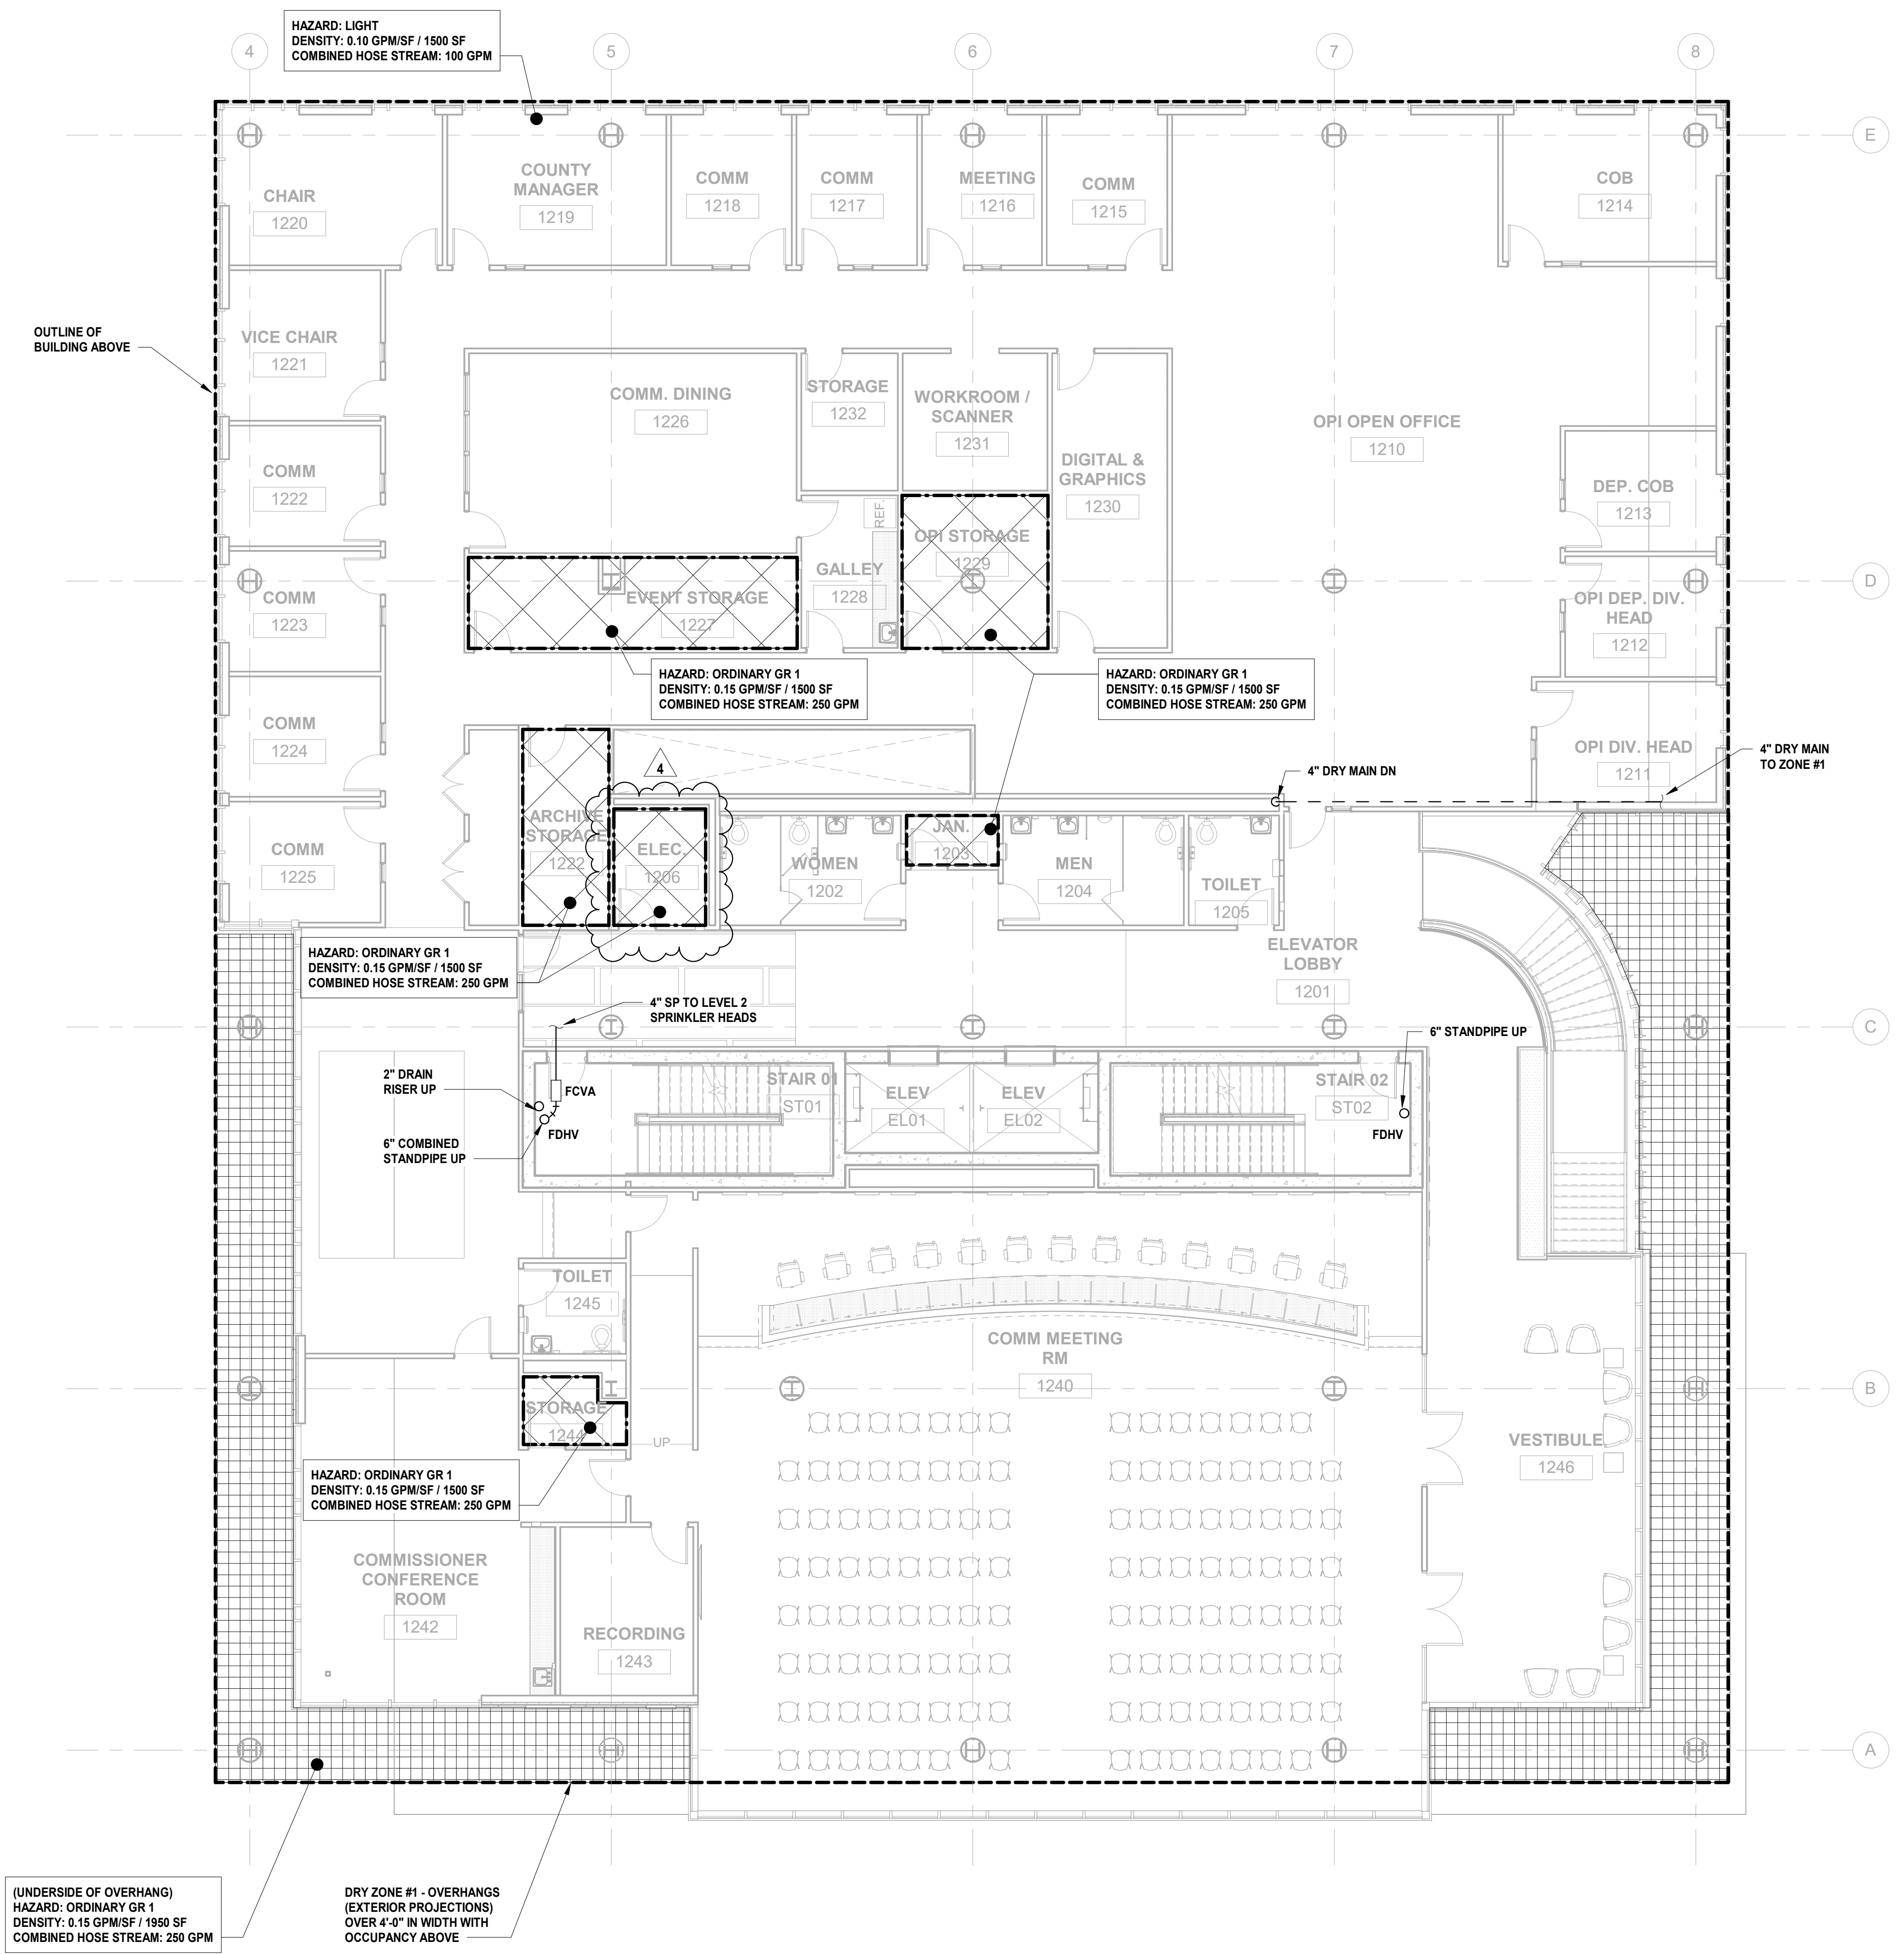 HAZARD: LIGHT
DENSITY: 0.10 GPM/SF / 1500 SF
COMBINED HOSE STREAM: 100 GPM
4
5
6
7
8
E
COUNTY
MANAGER
1219
COMM
1218
COMM
1217
MEETING
1216
COMM
1215
COB
1214
CHAIR
1220
OUTLINE OF
BUILDING ABOVE
VICE CHAIR
1221
COMM. DINING
1226
STORAGE
1232
WORKROOM /
SCANNER
1231
OPI OPEN OFFICE
1210
DIGITAL &
GRAPHICS
1230
COMM
1222
DEP. COB
1213
REF.
OPI STORAGE
1229
GALLEY
1228
D
EVENT STORAGE
1227
COMM
1223
OPI DEP. DIV.
HEAD
1212
HAZARD: ORDINARY GR 1
DENSITY: 0.15 GPM/SF / 1500 SF
COMBINED HOSE STREAM: 250 GPM
HAZARD: ORDINARY GR 1
DENSITY: 0.15 GPM/SF / 1500 SF
COMBINED HOSE STREAM: 250 GPM
COMM
1224
OPI DIV. HEAD
1211
4" DRY MAIN
TO ZONE #1
4
4" DRY MAIN DN
ARCHIVE
STORAGE
1222
ELEC.
1206
JAN.
1203
WOMEN
1202
MEN
1204
TOILET
1205
COMM
1225
HAZARD: ORDINARY GR 1
DENSITY: 0.15 GPM/SF / 1500 SF
COMBINED HOSE STREAM: 250 GPM
ELEVATOR
LOBBY
1201
4" SP TO LEVEL 2
SPRINKLER HEADS
C
6" STANDPIPE UP
2" DRAIN
RISER UP
FCVA
STAIR 01
ST01
ELEV
EL01
ELEV
EL02
STAIR 02
ST02
FDHV
FDHV
6" COMBINED
STANDPIPE UP
TOILET
1245
COMM MEETING
RM
1240
B
STORAGE
1244
UP
VESTIBULE
1246
HAZARD: ORDINARY GR 1
DENSITY: 0.15 GPM/SF / 1500 SF
COMBINED HOSE STREAM: 250 GPM
COMMISSIONER
CONFERENCE
ROOM
1242
RECORDING
1243
A
(UNDERSIDE OF OVERHANG)
HAZARD: ORDINARY GR 1
DENSITY: 0.15 GPM/SF / 1950 SF
COMBINED HOSE STREAM: 250 GPM
DRY ZONE #1 - OVERHANGS
(EXTERIOR PROJECTIONS)
OVER 4'-0" IN WIDTH WITH
OCCUPANCY ABOVE